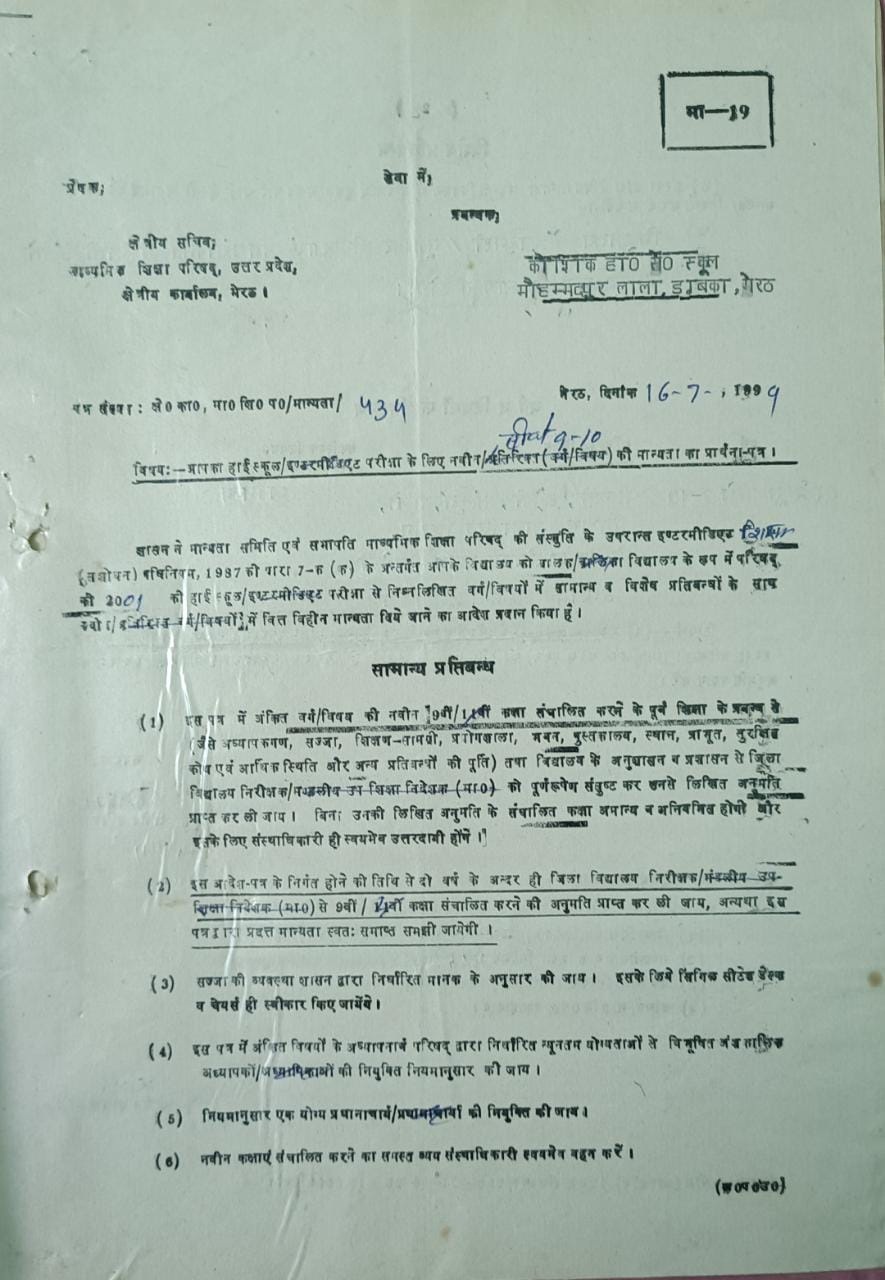 मा—19
प्रेषक;
सेवा में;
प्रबन्धक;
क्षेत्रीय सचिव;
माध्यमिक शिक्षा परिषद्, उत्तर प्रदेश,
क्षेत्रीय कार्यालय, मेरठ ।
कौशिक हा0 से0 स्कूल
मौहम्मदपुर लाला, डाबका, मेरठ
पत्र संख्या : क्षे0 का0, मा0 शि0 प0/मान्यता/ 434
मेरठ, दिनांक 16-7-, 1999
9-10
विषय:—आपका हाईस्कूल/इण्टरमीडिएट परीक्षा के लिए नवीन/अतिरिक्त (वर्ग/विषय) की मान्यता का प्रार्थना-पत्र ।
शासन ने मान्यता समिति एवं सभापति माध्यमिक शिक्षा परिषद् की संस्तुति के उपरान्त इण्टरमीडिएट शिक्षा
(संशोधन) अधिनियम, 1987 की धारा 7-क (क) के अन्तर्गत आपके विद्यालय को बालक/बालिका विद्यालय के रूप में परिषद्
की 2001 की हाईस्कूल/इण्टरमीडिएट परीक्षा से निम्नलिखित वर्ग/विषयों में सामान्य व विशेष प्रतिबन्धों के साथ
नवीन/अतिरिक्त वर्ग/विषयों में वित्त विहीन मान्यता दिये जाने का आदेश प्रदान किया है ।
सामान्य प्रतिबन्ध
(1) इस पत्र में अंकित वर्ग/विषय की नवीन 9वीं/11वीं कक्षा संचालित करने के पूर्व शिक्षा के प्रबन्ध से
(जैसे अध्यापकगण, सज्जा, शिक्षण-सामग्री, प्रयोगशाला, भवन, पुस्तकालय, स्थान, प्राभूत, सुरक्षित
कोष एवं आर्थिक स्थिति और अन्य प्रतिबन्धों की पूर्ति) तथा विद्यालय के अनुशासन व प्रशासन से जिला
विद्यालय निरीक्षक/मण्डलीय उप शिक्षा निदेशक (मा0) को पूर्णरूपेण संतुष्ट कर उनसे लिखित अनुमति
प्राप्त कर ली जाय । बिना उनकी लिखित अनुमति के संचालित कक्षा अमान्य व अनियमित होगी और
इसके लिए संस्थाधिकारी ही स्वयमेव उत्तरदायी होंगे ।
(2) इस आदेश-पत्र के निर्गत होने की तिथि से दो वर्ष के अन्दर ही जिला विद्यालय निरीक्षक/मंडलीय उप-
शिक्षा निदेशक (मा0) से 9वीं / 11वीं कक्षा संचालित करने की अनुमति प्राप्त कर ली जाय, अन्यथा इस
पत्र द्वारा प्रदत्त मान्यता स्वतः समाप्त समझी जायेगी ।
(3) सज्जा की व्यवस्था शासन द्वारा निर्धारित मानक के अनुसार की जाय । इसके लिये सिंगिल सीटेड डैस्क
व चेयर्स ही स्वीकार किए जायेंगे ।
(4) इस पत्र में अंकित विषयों के अध्यापनार्थ परिषद् द्वारा निर्धारित न्यूनतम योग्यताओं से विभूषित अंशकालिक
अध्यापकों/अध्यापिकाओं की नियुक्ति नियमानुसार की जाय ।
(5) नियमानुसार एक योग्य प्रधानाचार्य/प्रधानाचार्या की नियुक्ति की जाय ।
(6) नवीन कक्षाएं संचालित करने का समस्त व्यय संस्थाधिकारी स्वयमेव वहन करें ।
(कृ0प0उ0)